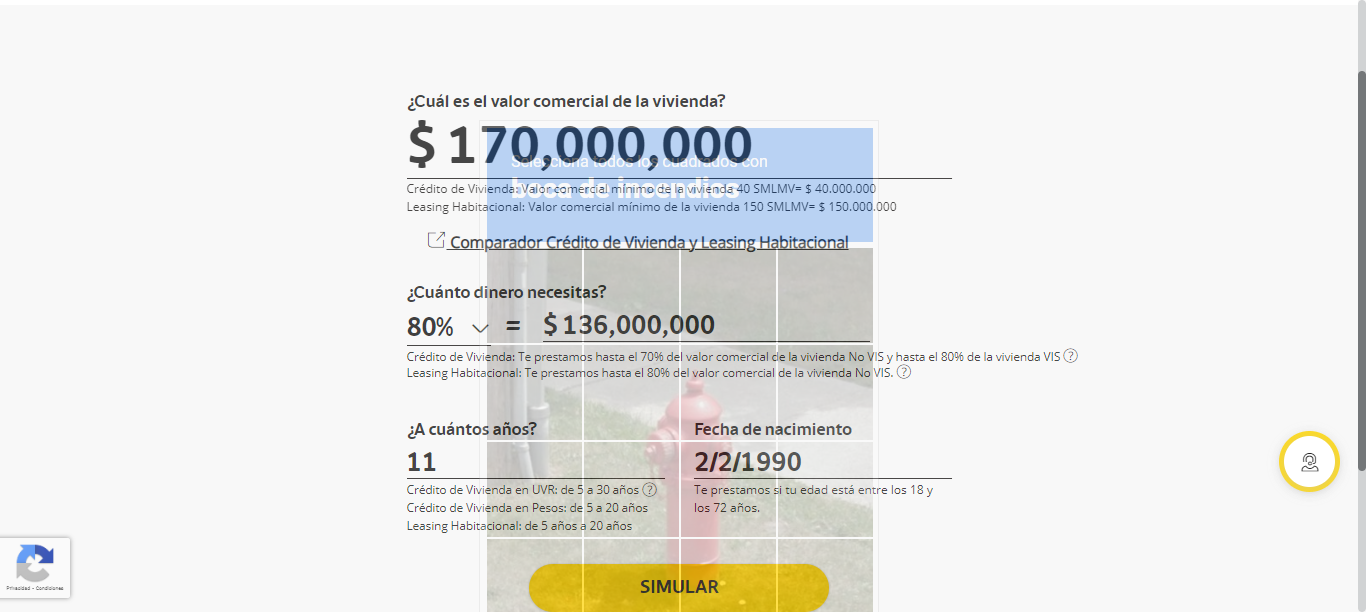 ¿Cuál es el valor comercial de la vivienda?
$ 170,000,000
Selecciona todos los cuadrados con
boca de incendios
Crédito de Vivienda: Valor comercial mínimo de la vivienda 40 SMLMV= $ 40.000.000
Leasing Habitacional: Valor comercial mínimo de la vivienda 150 SMLMV= $ 150.000.000
Comparador Crédito de Vivienda y Leasing Habitacional
¿Cuánto dinero necesitas?
80% = $ 136,000,000
Crédito de Vivienda: Te prestamos hasta el 70% del valor comercial de la vivienda No VIS y hasta el 80% de la vivienda VIS ?
Leasing Habitacional: Te prestamos hasta el 80% del valor comercial de la vivienda No VIS. ?
¿A cuántos años?
11
Crédito de Vivienda en UVR: de 5 a 30 años ?
Crédito de Vivienda en Pesos: de 5 a 20 años
Leasing Habitacional: de 5 años a 20 años
Fecha de nacimiento
2/2/1990
Te prestamos si tu edad está entre los 18 y
los 72 años.
SIMULAR
Privacidad - Condiciones